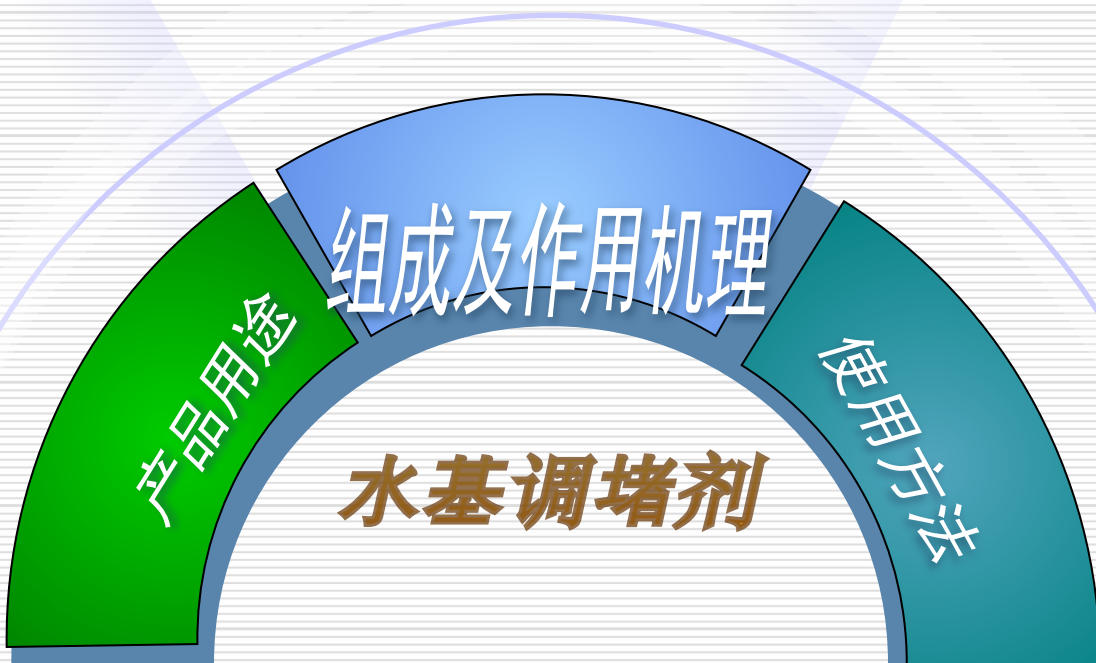 产品用途
组成及作用机理
使用方法
水基调堵剂